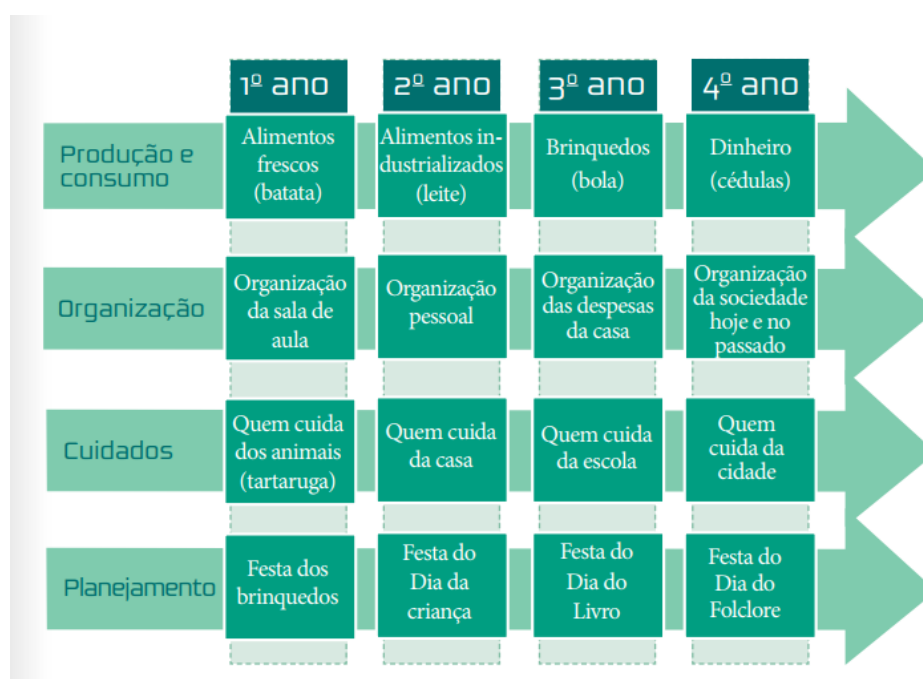 1º ano
2º ano
3º ano
4º ano
Produção e
consumo
Alimentos
frescos
(batata)
Alimentos in-
dustrializados
(leite)
Brinquedos
(bola)
Dinheiro
(cédulas)
Organização
Organização
da sala de
aula
Organização
pessoal
Organização
das despesas
da casa
Organização
da sociedade
hoje e no
passado
Cuidados
Quem cuida
dos animais
(tartaruga)
Quem cuida
da casa
Quem cuida
da escola
Quem
cuida da
cidade
Planejamento
Festa dos
brinquedos
Festa do
Dia da
criança
Festa do
Dia do
Livro
Festa do
Dia do
Folclore